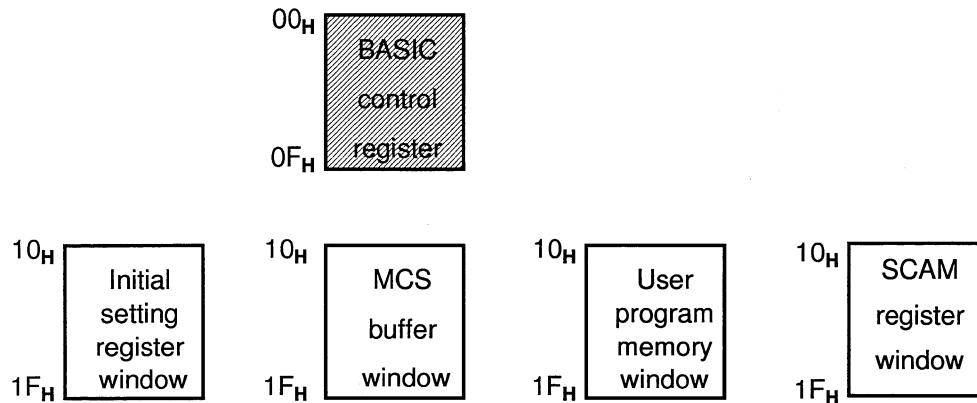 00H
BASIC
control
register
0FH
10H
Initial
setting
register
window
1FH
10H
MCS
buffer
window
1FH
10H
User
program
memory
window
1FH
10H
SCAM
register
window
1FH